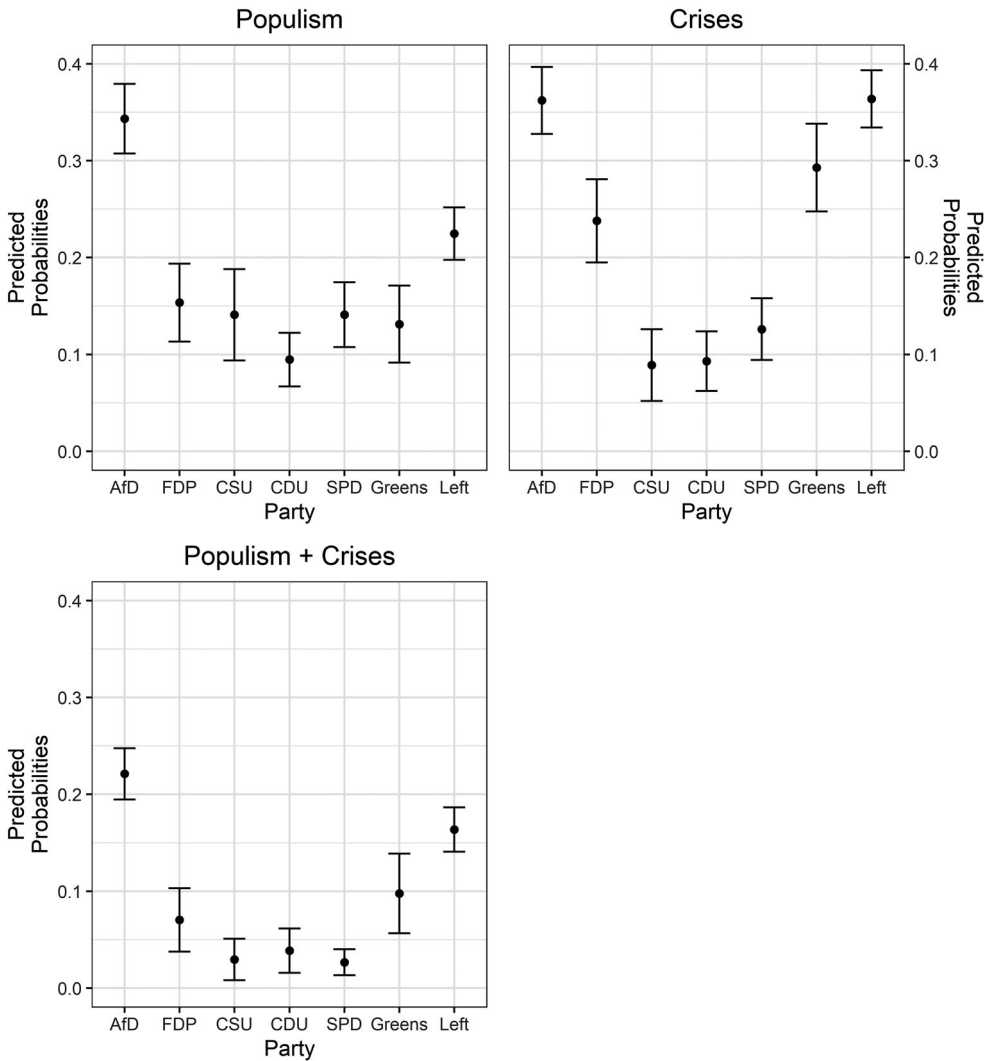 Populism
0.4
0.3
0.2
0.1
0.0
Predicted
Probabilities
AfD FDP CSU CDU SPD Greens Left
Party
Crises
0.4
0.3
0.2
0.1
0.0
Predicted
Probabilities
AfD FDP CSU CDU SPD Greens Left
Party
Populism + Crises
0.4
0.3
0.2
0.1
0.0
Predicted
Probabilities
AfD FDP CSU CDU SPD Greens Left
Party